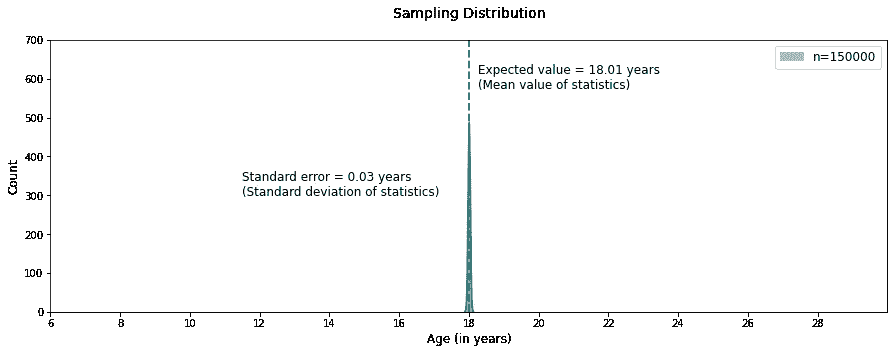 Sampling Distribution
700
600
500
400
300
200
100
0
Count
n=150000
Expected value = 18.01 years
(Mean value of statistics)
Standard error = 0.03 years
(Standard deviation of statistics)
6 8 10 12 14 16 18 20 22 24 26 28
Age (in years)